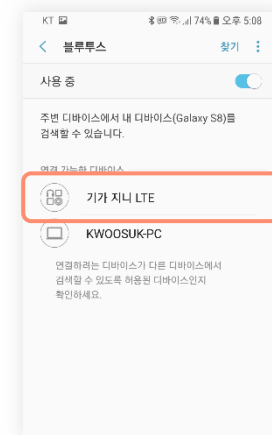 KT 74% 오후 5:08
블루투스 찾기
사용 중
주변 디바이스에서 내 디바이스(Galaxy S8)를
검색할 수 있습니다.
연결 가능한 디바이스
기가 지니 LTE
KWOOSUK-PC
연결하려는 디바이스가 다른 디바이스에서
검색할 수 있도록 허용된 디바이스인지
확인하세요.